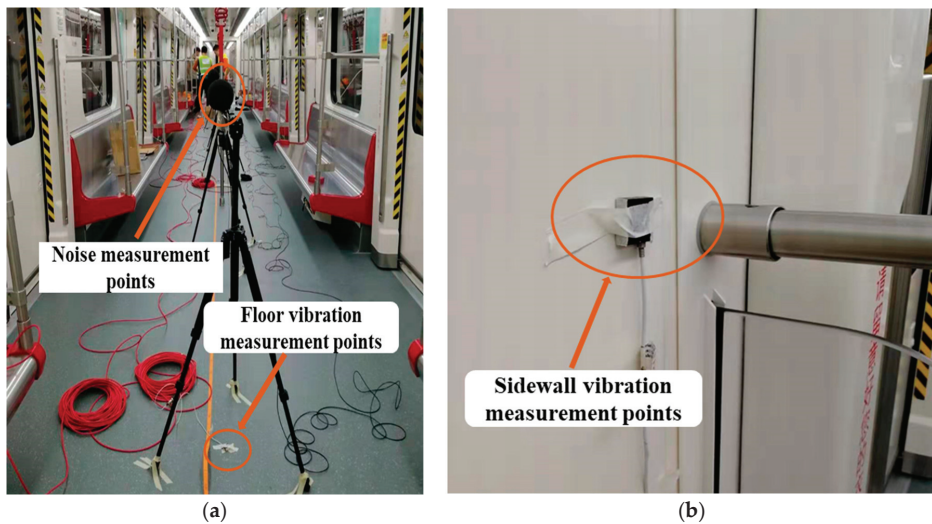 Noise measurement
points
Floor vibration
measurement points
(a)
Sidewall vibration
measurement points
(b)